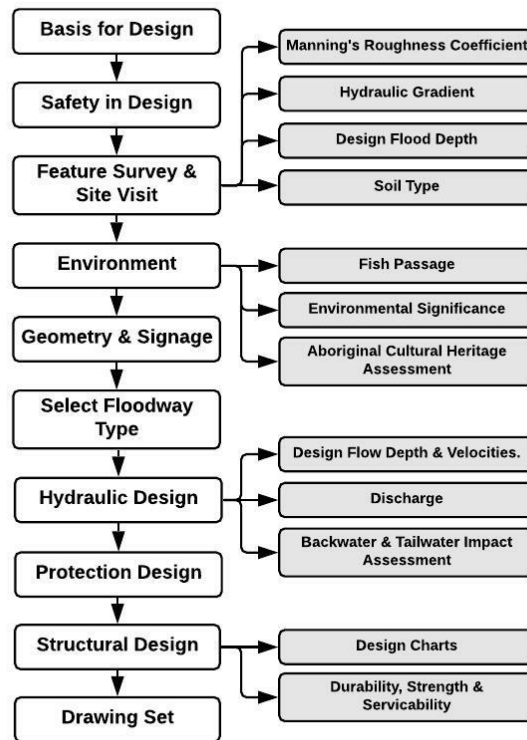 Basis for Design
Safety in Design
Feature Survey &
Site Visit
Manning's Roughness Coefficient
Hydraulic Gradient
Design Flood Depth
Soil Type
Environment
Fish Passage
Environmental Significance
Aboriginal Cultural Heritage
Assessment
Geometry & Signage
Select Floodway
Type
Hydraulic Design
Design Flow Depth & Velocities.
Discharge
Backwater & Tailwater Impact
Assessment
Protection Design
Structural Design
Design Charts
Durability, Strength &
Servicability
Drawing Set